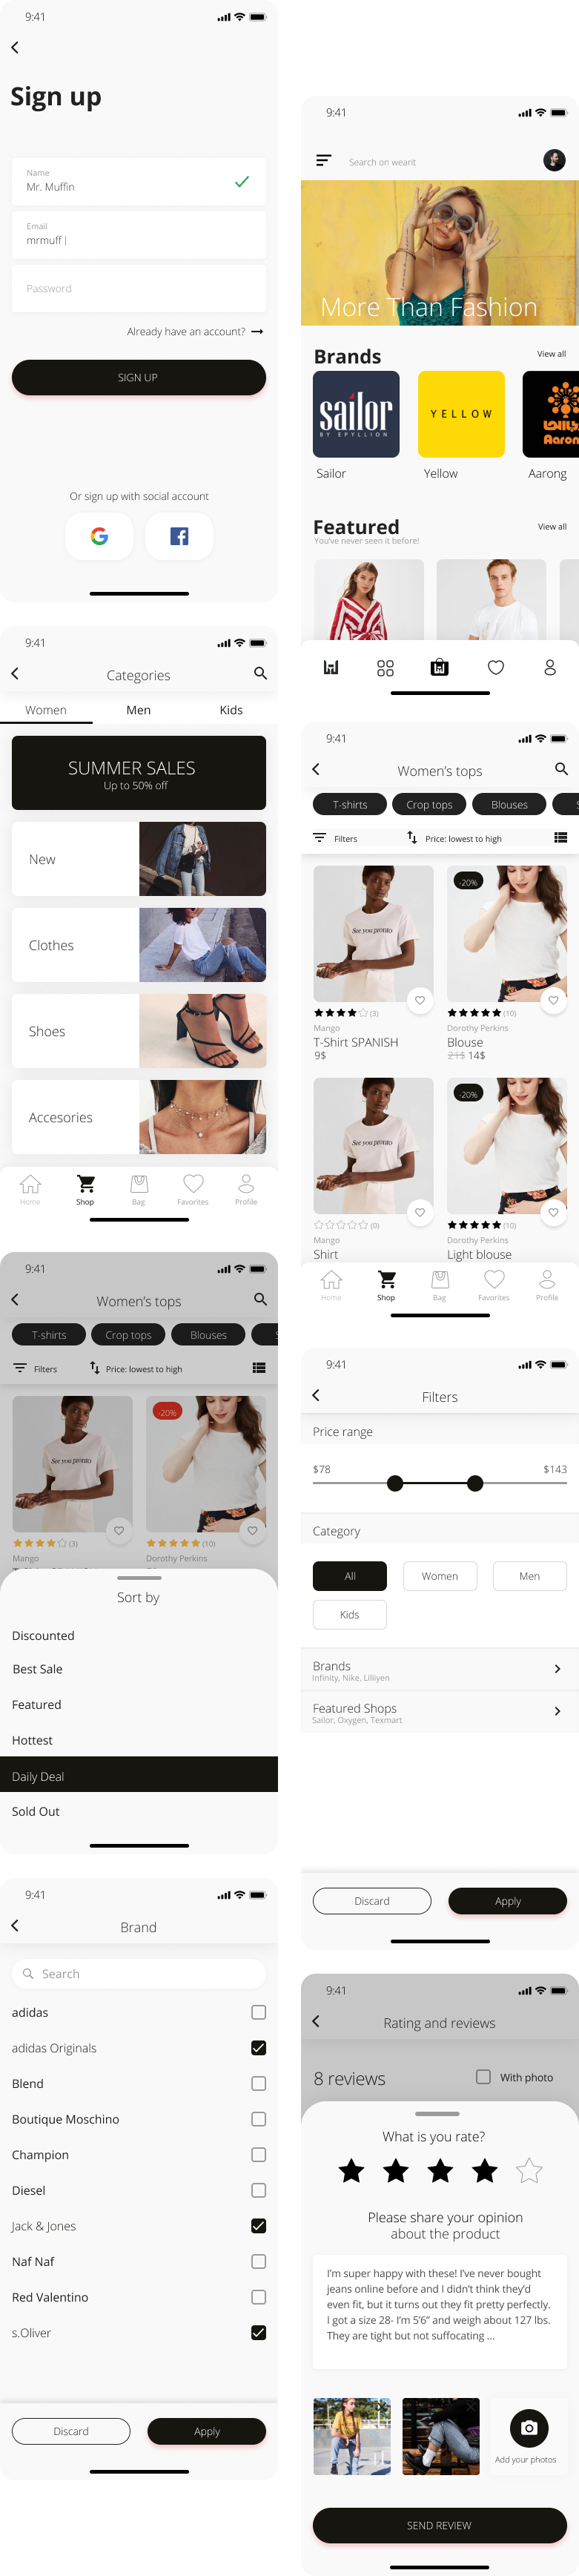 9:41
Sign up
Name
Mr. Muffin
Email
mrmuff |
Password
Already have an account?
SIGN UP
Or sign up with social account
9:41
Search on wearit
More Than Fashion
Brands
View all
sailor
BY EPYLLION
YELLOW
Aaron
Sailor
Yellow
Aarong
Featured
View all
You've never seen it before!
9:41
Categories
Women
Men
Kids
SUMMER SALES
Up to 50% off
New
Clothes
Shoes
Accesories
Home
Shop
Bag
Favorites
Profile
9:41
Women's tops
T-shirts
Crop tops
Blouses
S
Filters
Price: lowest to high
See you pronto
-20%
(3)
(10)
Mango
Dorothy Perkins
T-Shirt SPANISH
Blouse
9$
21$ 14$
See you pronto
-20%
(0)
(10)
Mango
Dorothy Perkins
Shirt
Light blouse
Home
Shop
Bag
Favorites
Profile
9:41
Women's tops
T-shirts
Crop tops
Blouses
S
Filters
Price: lowest to high
See you pronto
-20%
(3)
(10)
Mango
Dorothy Perkins
Sort by
Discounted
Best Sale
Featured
Hottest
Daily Deal
Sold Out
9:41
Filters
Price range
$78
$143
Category
All
Women
Men
Kids
Brands
Infinity, Nike, Liliiyen
Featured Shops
Sailor, Oxygen, Texmart
Discard
Apply
9:41
Brand
Search
adidas
adidas Originals
Blend
Boutique Moschino
Champion
Diesel
Jack & Jones
Naf Naf
Red Valentino
s.Oliver
Discard
Apply
9:41
Rating and reviews
8 reviews
With photo
What is you rate?
Please share your opinion
about the product
I'm super happy with these! I've never bought
jeans online before and I didn't think they'd
even fit, but it turns out they fit pretty perfectly.
I got a size 28- I'm 5'6" and weigh about 127 lbs.
They are tight but not suffocating ...
Add your photos
SEND REVIEW